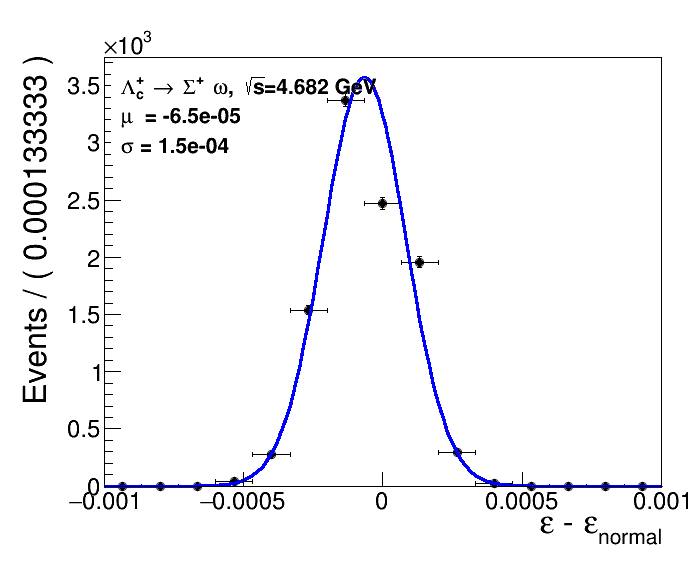 ×10³
Λc⁺ → Σ⁺ ω, √s=4.682 GeV
μ = -6.5e-05
σ = 1.5e-04
Events / ( 0.000133333 )
3.5
3
2.5
2
1.5
1
0.5
0
−0.001 −0.0005 0 0.0005 0.001
ε - εnormal